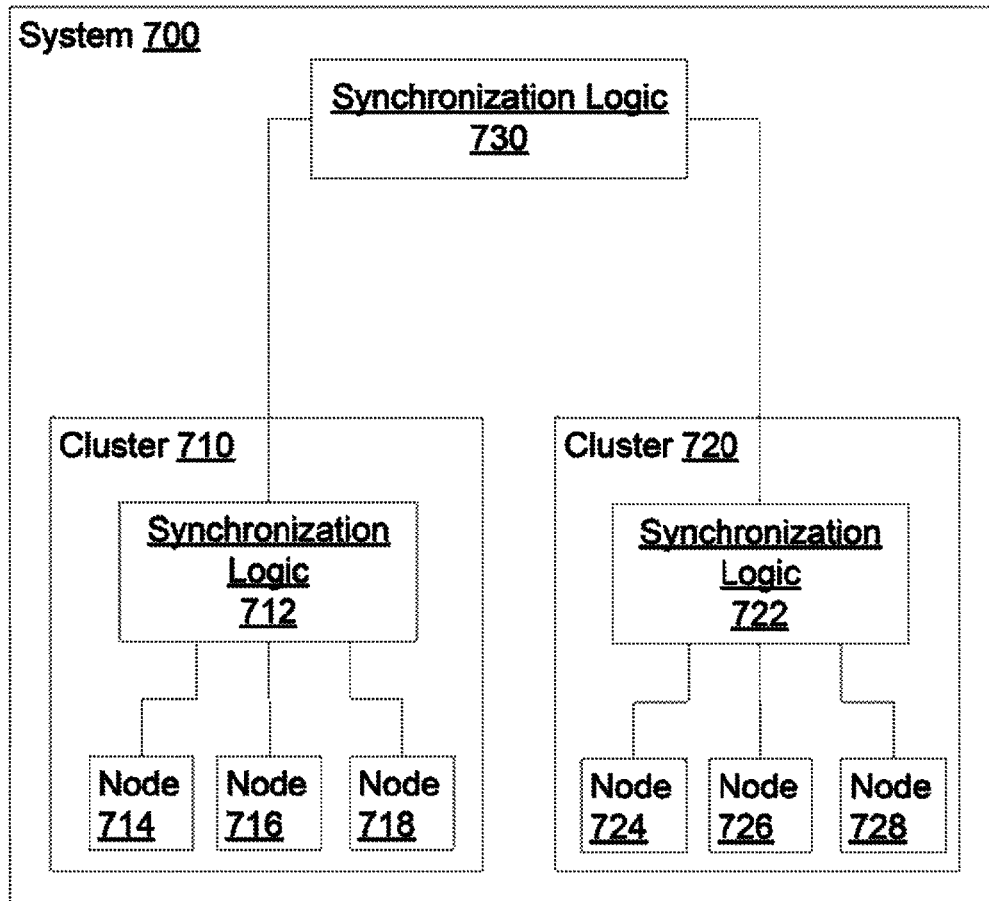 System 700
Synchronization Logic
730
Cluster 710
Synchronization
Logic
712
Node
714
Node
716
Node
718
Cluster 720
Synchronization
Logic
722
Node
724
Node
726
Node
728